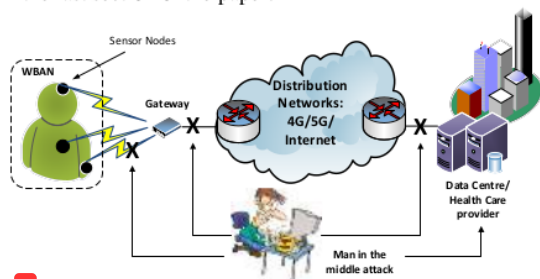 Sensor Nodes
WBAN
Gateway
X
X
X
Distribution
Networks:
4G/5G/
Internet
Data Centre/
Health Care
provider
Man in the
middle attack